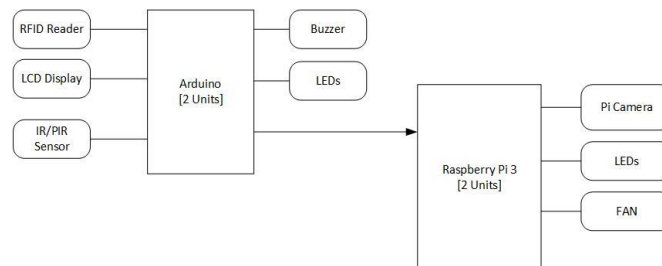 RFID Reader
LCD Display
IR/PIR
Sensor
Arduino
[2 Units]
Buzzer
LEDs
Raspberry Pi 3
[2 Units]
Pi Camera
LEDs
FAN